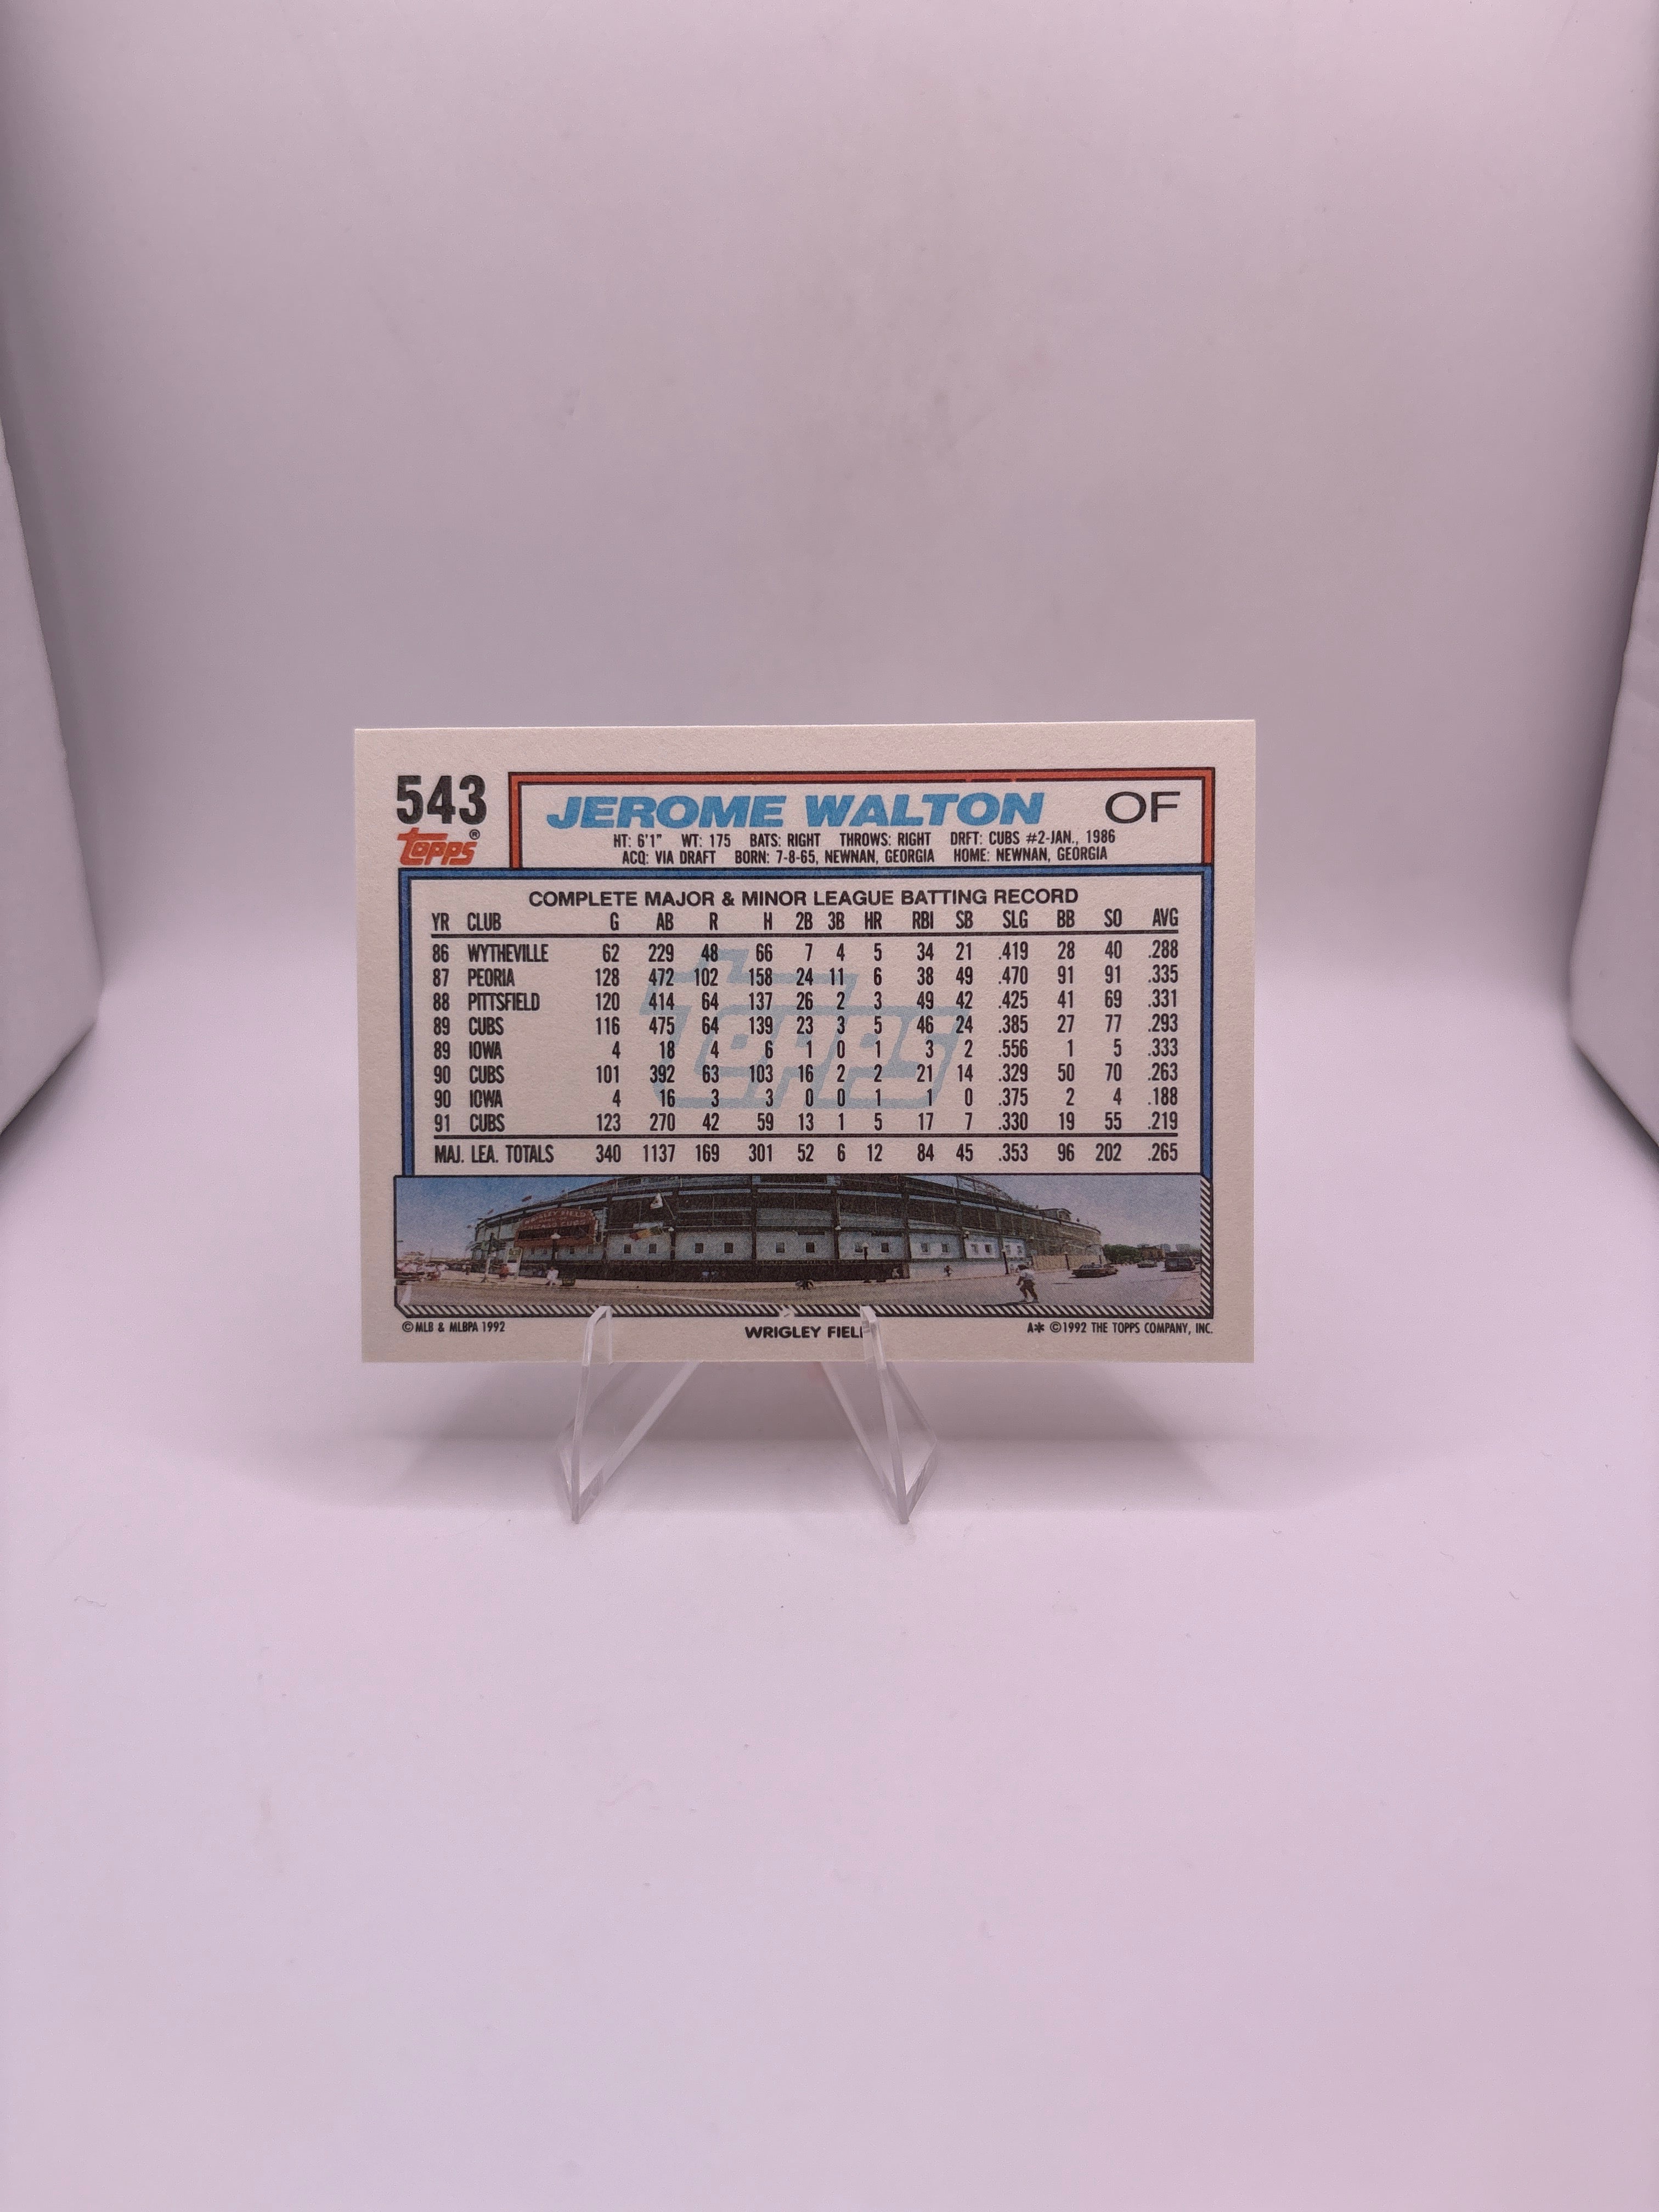 543
JEROME WALTON OF
topps®
HT: 6'1" WT: 175 BATS: RIGHT THROWS: RIGHT DRFT: CUBS #2-JAN., 1986
ACQ: VIA DRAFT BORN: 7-8-65, NEWNAN, GEORGIA HOME: NEWNAN, GEORGIA
COMPLETE MAJOR & MINOR LEAGUE BATTING RECORD
YR CLUB G AB R H 2B 3B HR RBI SB SLG BB SO AVG
86 WYTHEVILLE 62 229 48 66 7 4 5 34 21 .419 28 40 .288
87 PEORIA 128 472 102 158 24 11 6 38 49 .470 91 91 .335
88 PITTSFIELD 120 414 64 137 26 2 3 49 42 .425 41 69 .331
89 CUBS 116 475 64 139 23 3 5 46 24 .385 27 77 .293
89 IOWA 4 18 4 6 1 0 1 3 2 .556 1 5 .333
90 CUBS 101 392 63 103 16 2 2 21 14 .329 50 70 .263
90 IOWA 4 16 3 3 0 0 1 1 0 .375 2 4 .188
91 CUBS 123 270 42 59 13 1 5 17 7 .330 19 55 .219
MAJ. LEA. TOTALS 340 1137 169 301 52 6 12 84 45 .353 96 202 .265
topps
WRIGLEY FIELD
©MLB & MLBPA 1992 WRIGLEY FIEL A* ©1992 THE TOPPS COMPANY, INC.